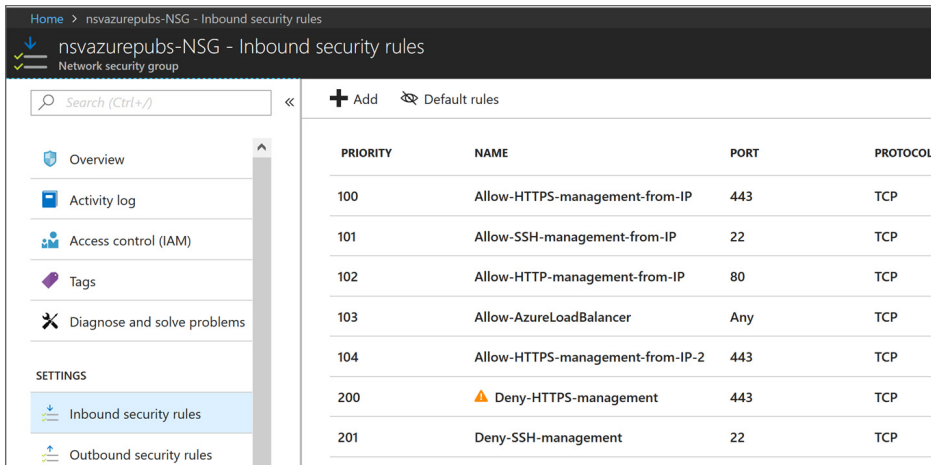 Home > nsvazurepubs-NSG - Inbound security rules
nsvazurepubs-NSG - Inbound security rules
Network security group
Search (Ctrl+/)
«
Overview
Activity log
Access control (IAM)
Tags
Diagnose and solve problems
SETTINGS
Inbound security rules
Outbound security rules
Add Default rules
PRIORITY NAME PORT PROTOCOL
100 Allow-HTTPS-management-from-IP 443 TCP
101 Allow-SSH-management-from-IP 22 TCP
102 Allow-HTTP-management-from-IP 80 TCP
103 Allow-AzureLoadBalancer Any TCP
104 Allow-HTTPS-management-from-IP-2 443 TCP
200 Deny-HTTPS-management 443 TCP
201 Deny-SSH-management 22 TCP